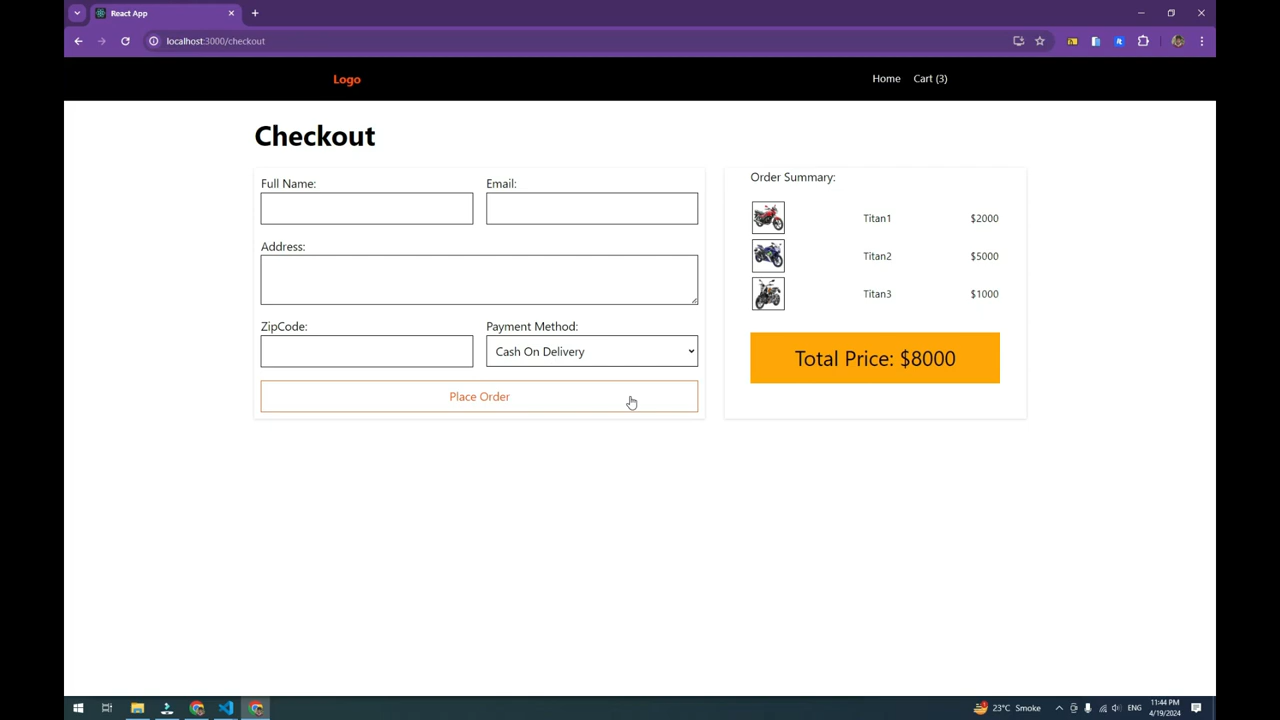 React App
localhost:3000/checkout
Logo
Home
Cart (3)
Checkout
Full Name:
Email:
Order Summary:
Titan1
$2000
Address:
Titan2
$5000
Titan3
$1000
ZipCode:
Payment Method:
Cash On Delivery
Total Price: $8000
Place Order
23°C Smoke
ENG
11:44 PM
4/19/2024